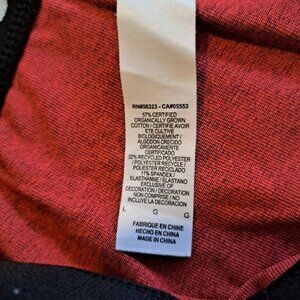 RN#56323 - CA#05553
57% CERTIFIED
ORGANICALLY GROWN
COTTON / CERTIFIE AVOIR
ETE CULTIVE
BIOLOGIQUEMENT /
ALGODON CRECIDO
ORGANICAMENTE
CERTIFICADO
32% RECYCLED POLYESTER
/ POLYESTER RECYCLE /
POLIESTER RECICLADO
11% SPANDEX /
ELASTHANNE / ELASTANO
EXCLUSIVE OF
DECORATION / DECORATION
NON COMPRISE / NO
INCLUYE LA DECORACION
L G G
FABRIQUE EN CHINE
HECHO EN CHINA
MADE IN CHINA